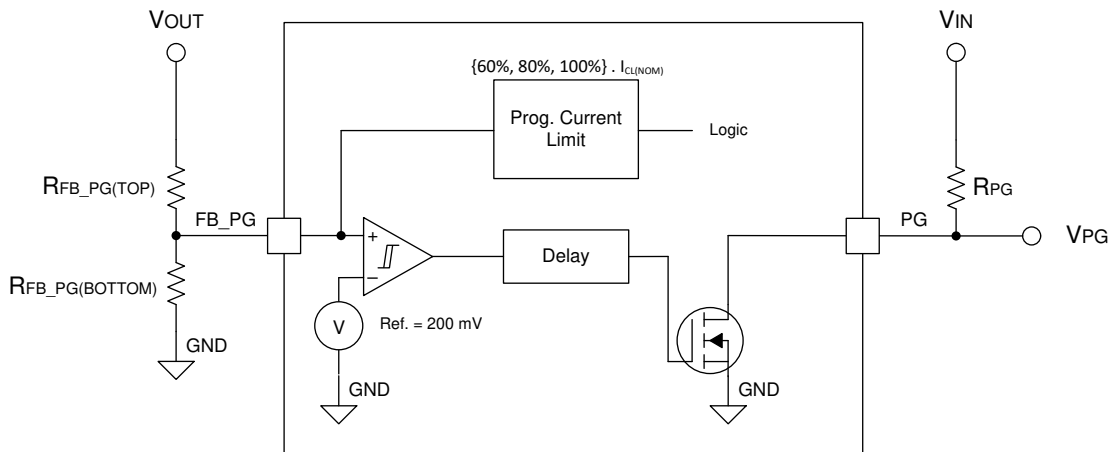 VOUT
VIN
{60%, 80%, 100%} . ICL(NOM)
Prog. Current
Limit
Logic
RFB_PG(TOP)
RPG
FB_PG
PG
VPG
+
Delay
RFB_PG(BOTTOM)
−
V
Ref. = 200 mV
GND
GND
GND